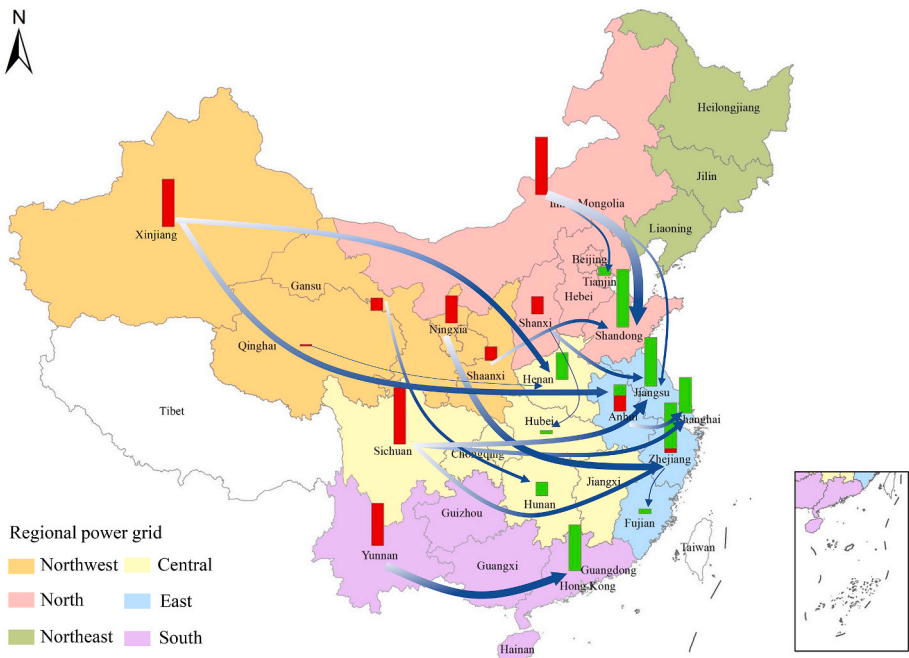 N
Heilongjiang
Jilin
Liaoning
Inner Mongolia
Xinjiang
Beijing
Tianjin
Hebei
Gansu
Shanxi
Ningxia
Shandong
Qinghai
Shaanxi
Henan
Jiangsu
Tibet
Anhui
Shanghai
Hubei
Sichuan
Chongqing
Zhejiang
Jiangxi
Hunan
Guizhou
Fujian
Yunnan
Taiwan
Guangxi
Guangdong
Hong Kong
Hainan
Regional power grid
Northwest
Central
North
East
Northeast
South